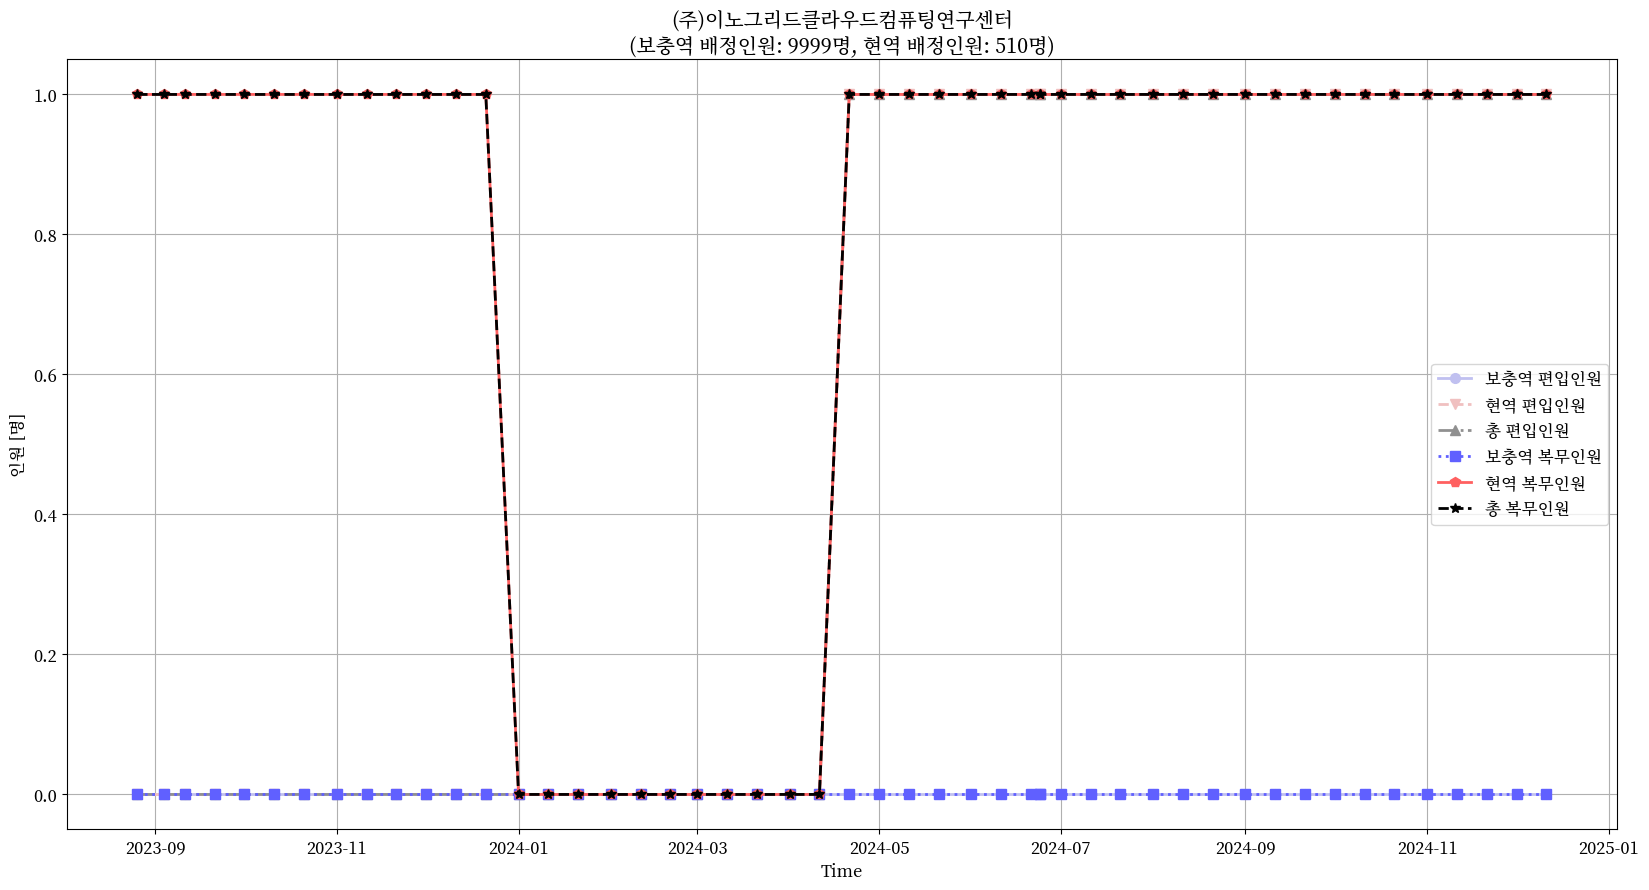 (주)이노그리드클라우드컴퓨팅연구센터
(보충역 배정인원: 9999명, 현역 배정인원: 510명)
인원 [명]
1.0
0.8
0.6
0.4
0.2
0.0
보충역 편입인원
현역 편입인원
총 편입인원
보충역 복무인원
현역 복무인원
총 복무인원
2023-09
2023-11
2024-01
2024-03
2024-05
2024-07
2024-09
2024-11
2025-01
Time